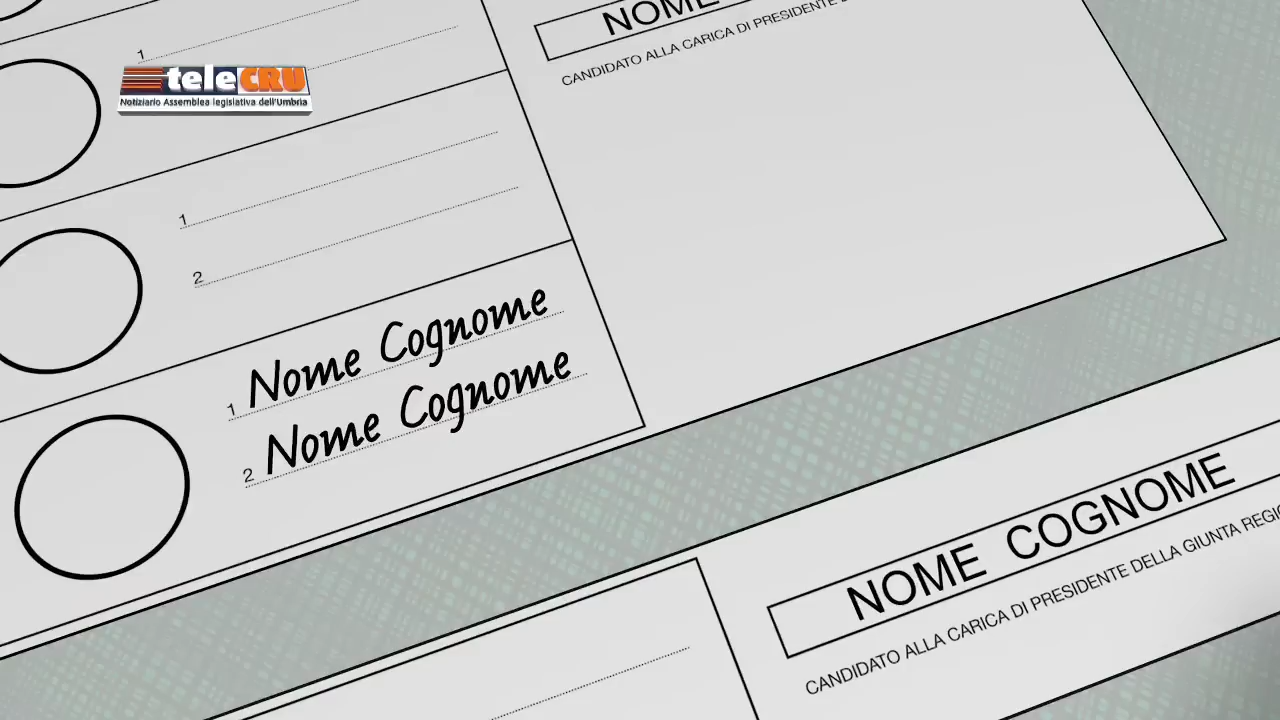 NOME
CANDIDATO ALLA CARICA DI PRESIDENTE
1
teleCRU
Notiziario Assemblea legislativa dell'Umbria
1
2
1 Nome Cognome
2 Nome Cognome
NOME COGNOME
CANDIDATO ALLA CARICA DI PRESIDENTE DELLA GIUNTA REGIO